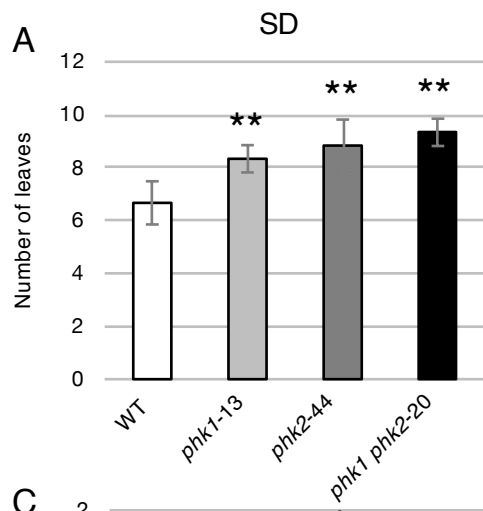 A
SD
Number of leaves
12
10
8
6
4
2
0
**
**
**
WT
phk1-13
phk2-44
phk1 phk2-20
C
2